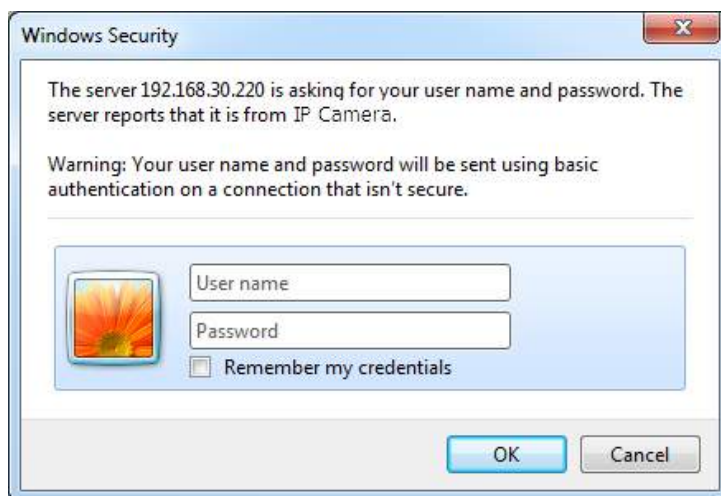 Windows Security
The server 192.168.30.220 is asking for your user name and password. The
server reports that it is from IP Camera.
Warning: Your user name and password will be sent using basic
authentication on a connection that isn't secure.
User name
Password
Remember my credentials
OK Cancel